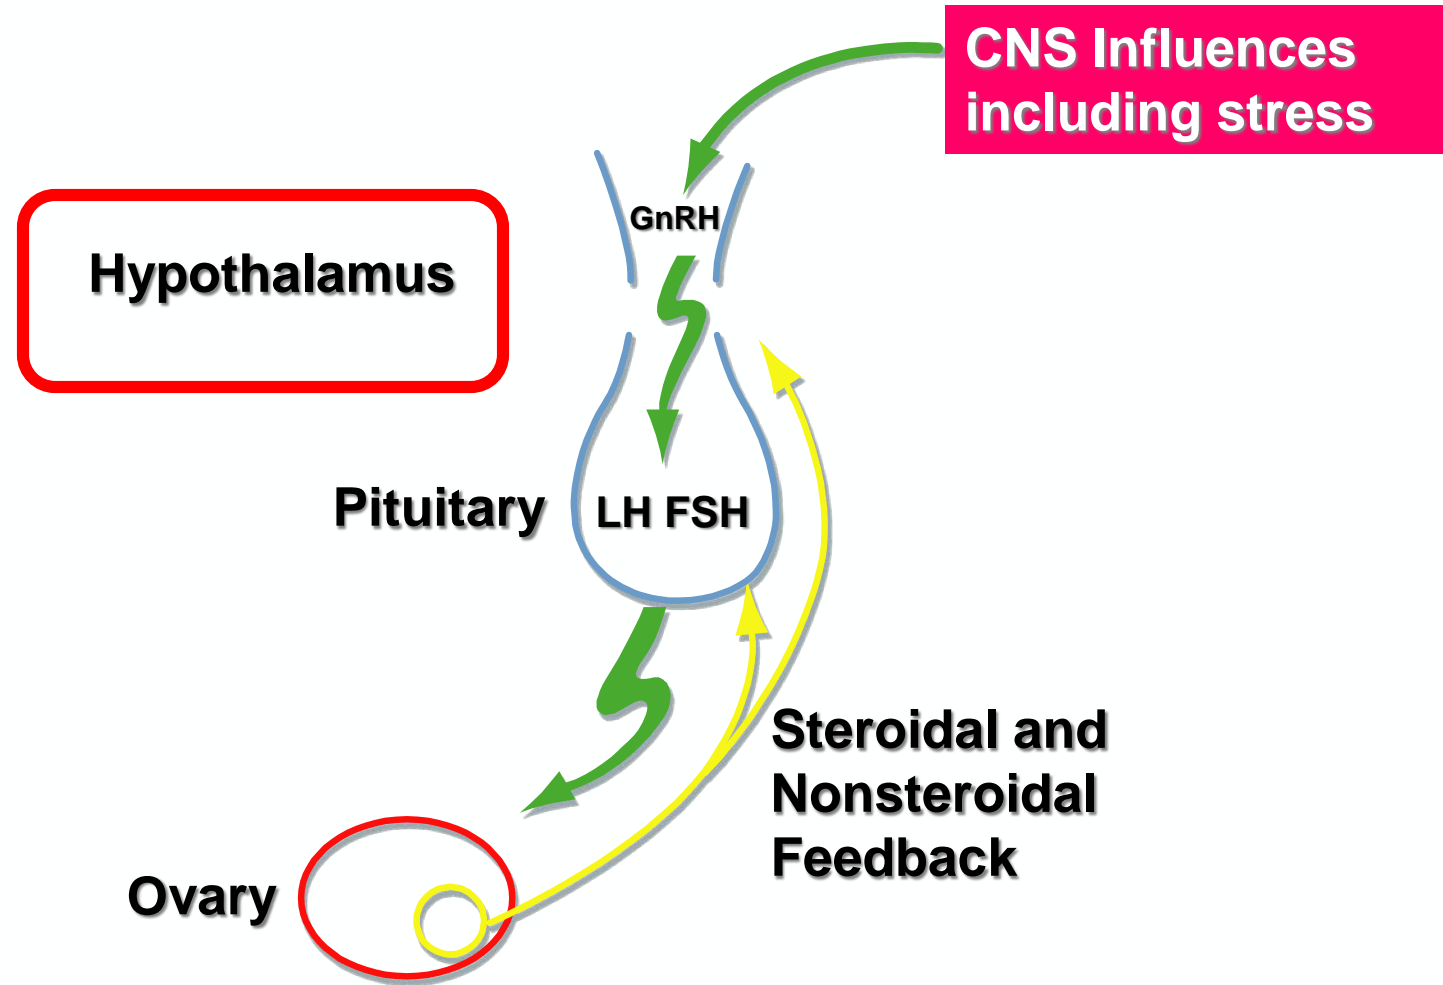 CNS Influences
including stress
GnRH
Hypothalamus
Pituitary
LH FSH
Steroidal and
Nonsteroidal
Feedback
Ovary